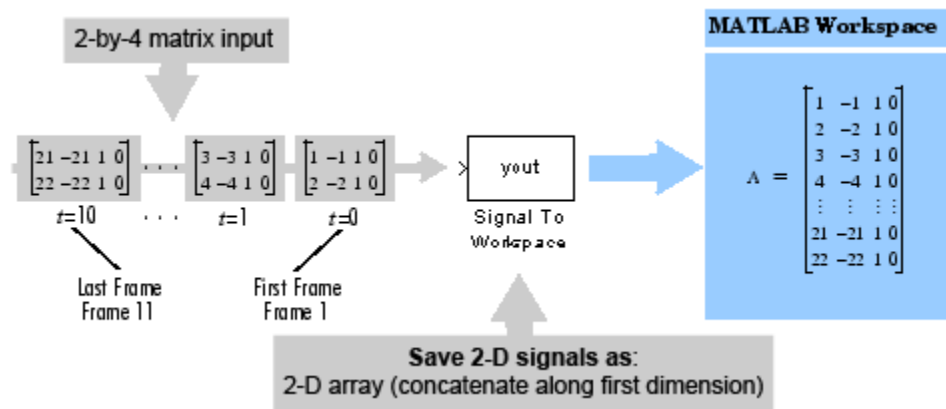 2-by-4 matrix input
MATLAB Workspace
21 -21 1 0
22 -22 1 0
. . .
3 -3 1 0
4 -4 1 0
1 -1 1 0
2 -2 1 0
t=10
. . .
t=1
t=0
Last Frame
Frame 11
First Frame
Frame 1
yout
Signal To
Workspace
A =
1 -1 1 0
2 -2 1 0
3 -3 1 0
4 -4 1 0
⋮ ⋮ ⋮ ⋮
21 -21 1 0
22 -22 1 0
Save 2-D signals as:
2-D array (concatenate along first dimension)